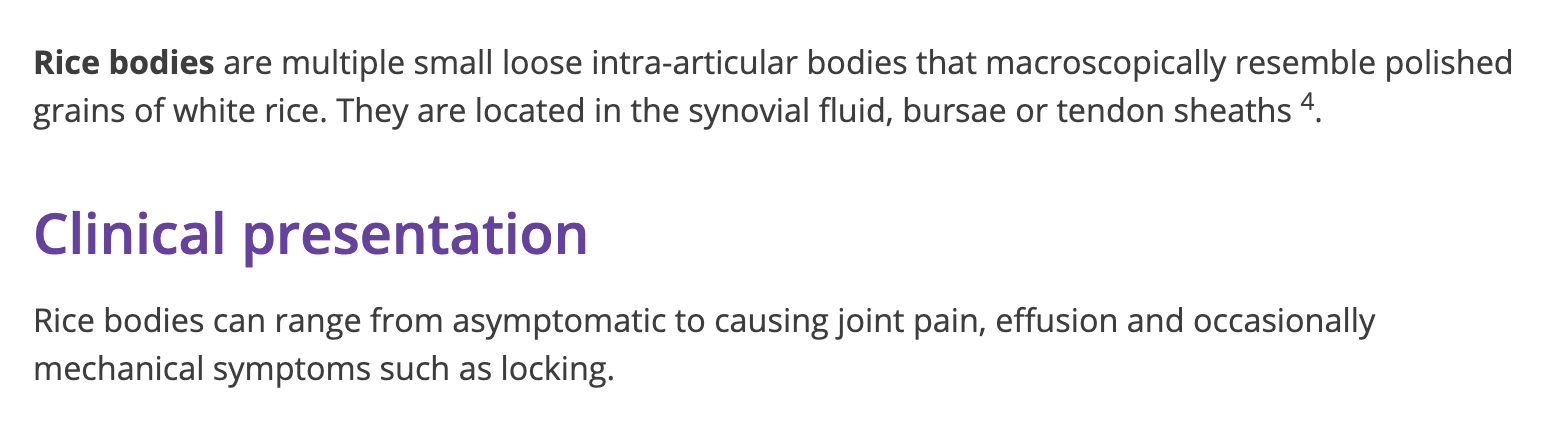 Rice bodies are multiple small loose intra-articular bodies that macroscopically resemble polished
grains of white rice. They are located in the synovial fluid, bursae or tendon sheaths 4.
Clinical presentation
Rice bodies can range from asymptomatic to causing joint pain, effusion and occasionally
mechanical symptoms such as locking.